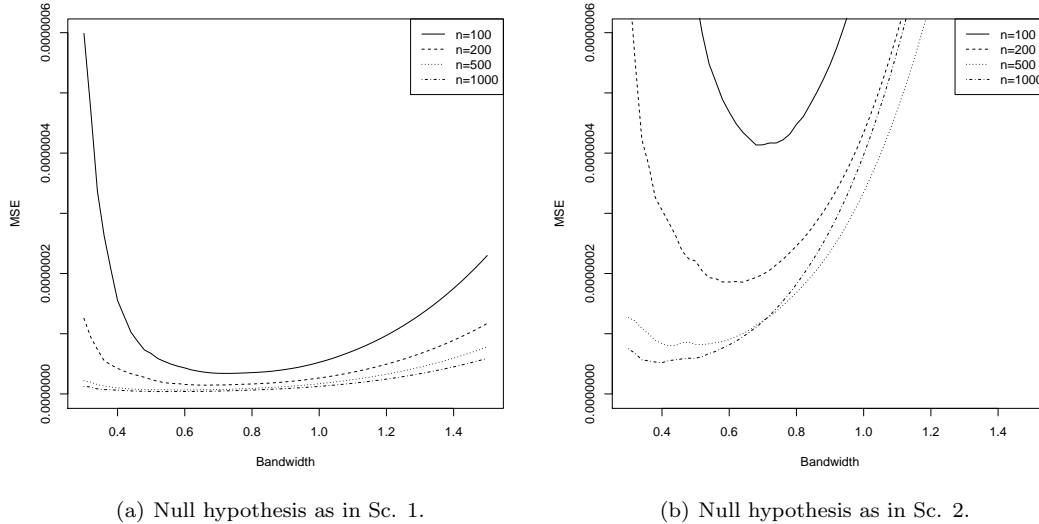 0.0000006
0.0000004
0.0000002
0.0000000
MSE
0.4 0.6 0.8 1.0 1.2 1.4
Bandwidth
n=100
n=200
n=500
n=1000
(a) Null hypothesis as in Sc. 1.
0.0000006
0.0000004
0.0000002
0.0000000
MSE
0.4 0.6 0.8 1.0 1.2 1.4
Bandwidth
n=100
n=200
n=500
n=1000
(b) Null hypothesis as in Sc. 2.